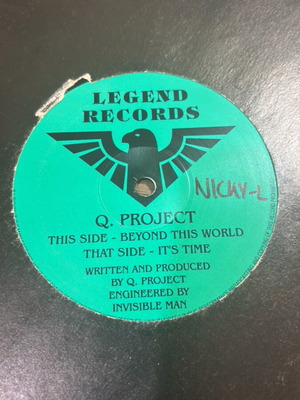 LEGEND
RECORDS
NICKY-L
Q. PROJECT
THIS SIDE - BEYOND THIS WORLD
THAT SIDE - IT'S TIME
WRITTEN AND PRODUCED
BY Q. PROJECT
ENGINEERED BY
INVISIBLE MAN